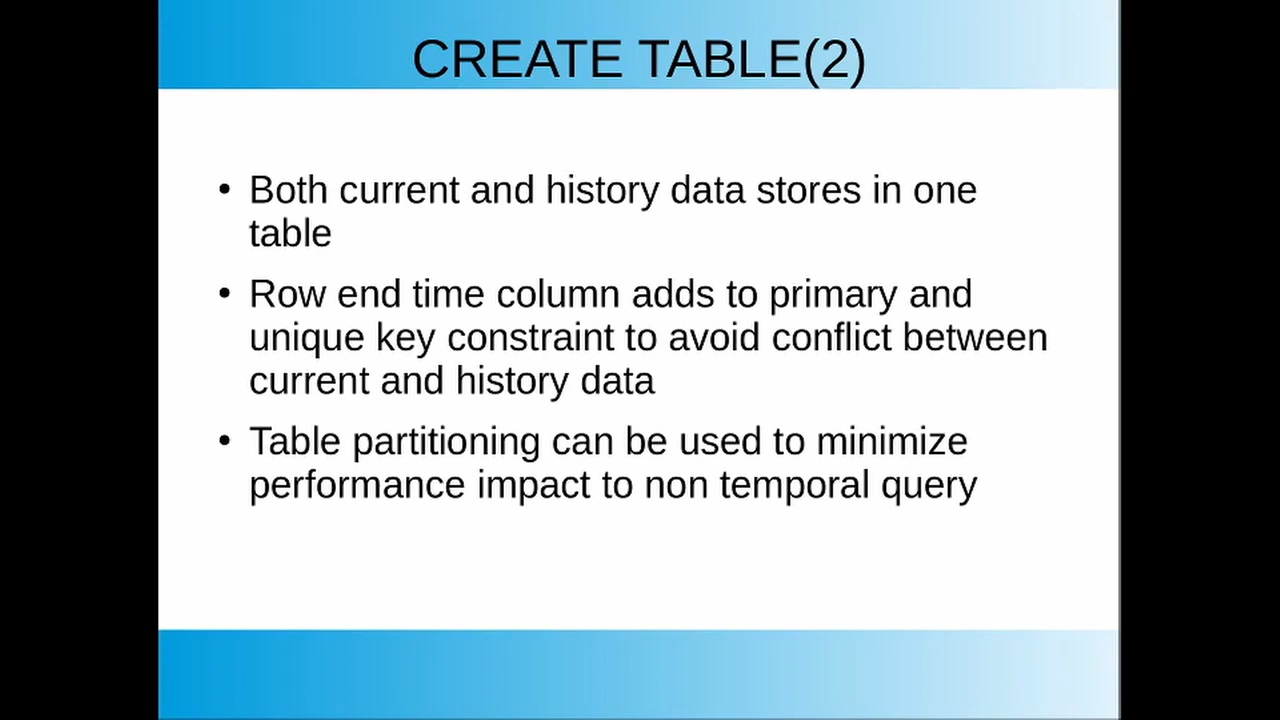 CREATE TABLE(2)
• Both current and history data stores in one
table
• Row end time column adds to primary and
unique key constraint to avoid conflict between
current and history data
• Table partitioning can be used to minimize
performance impact to non temporal query